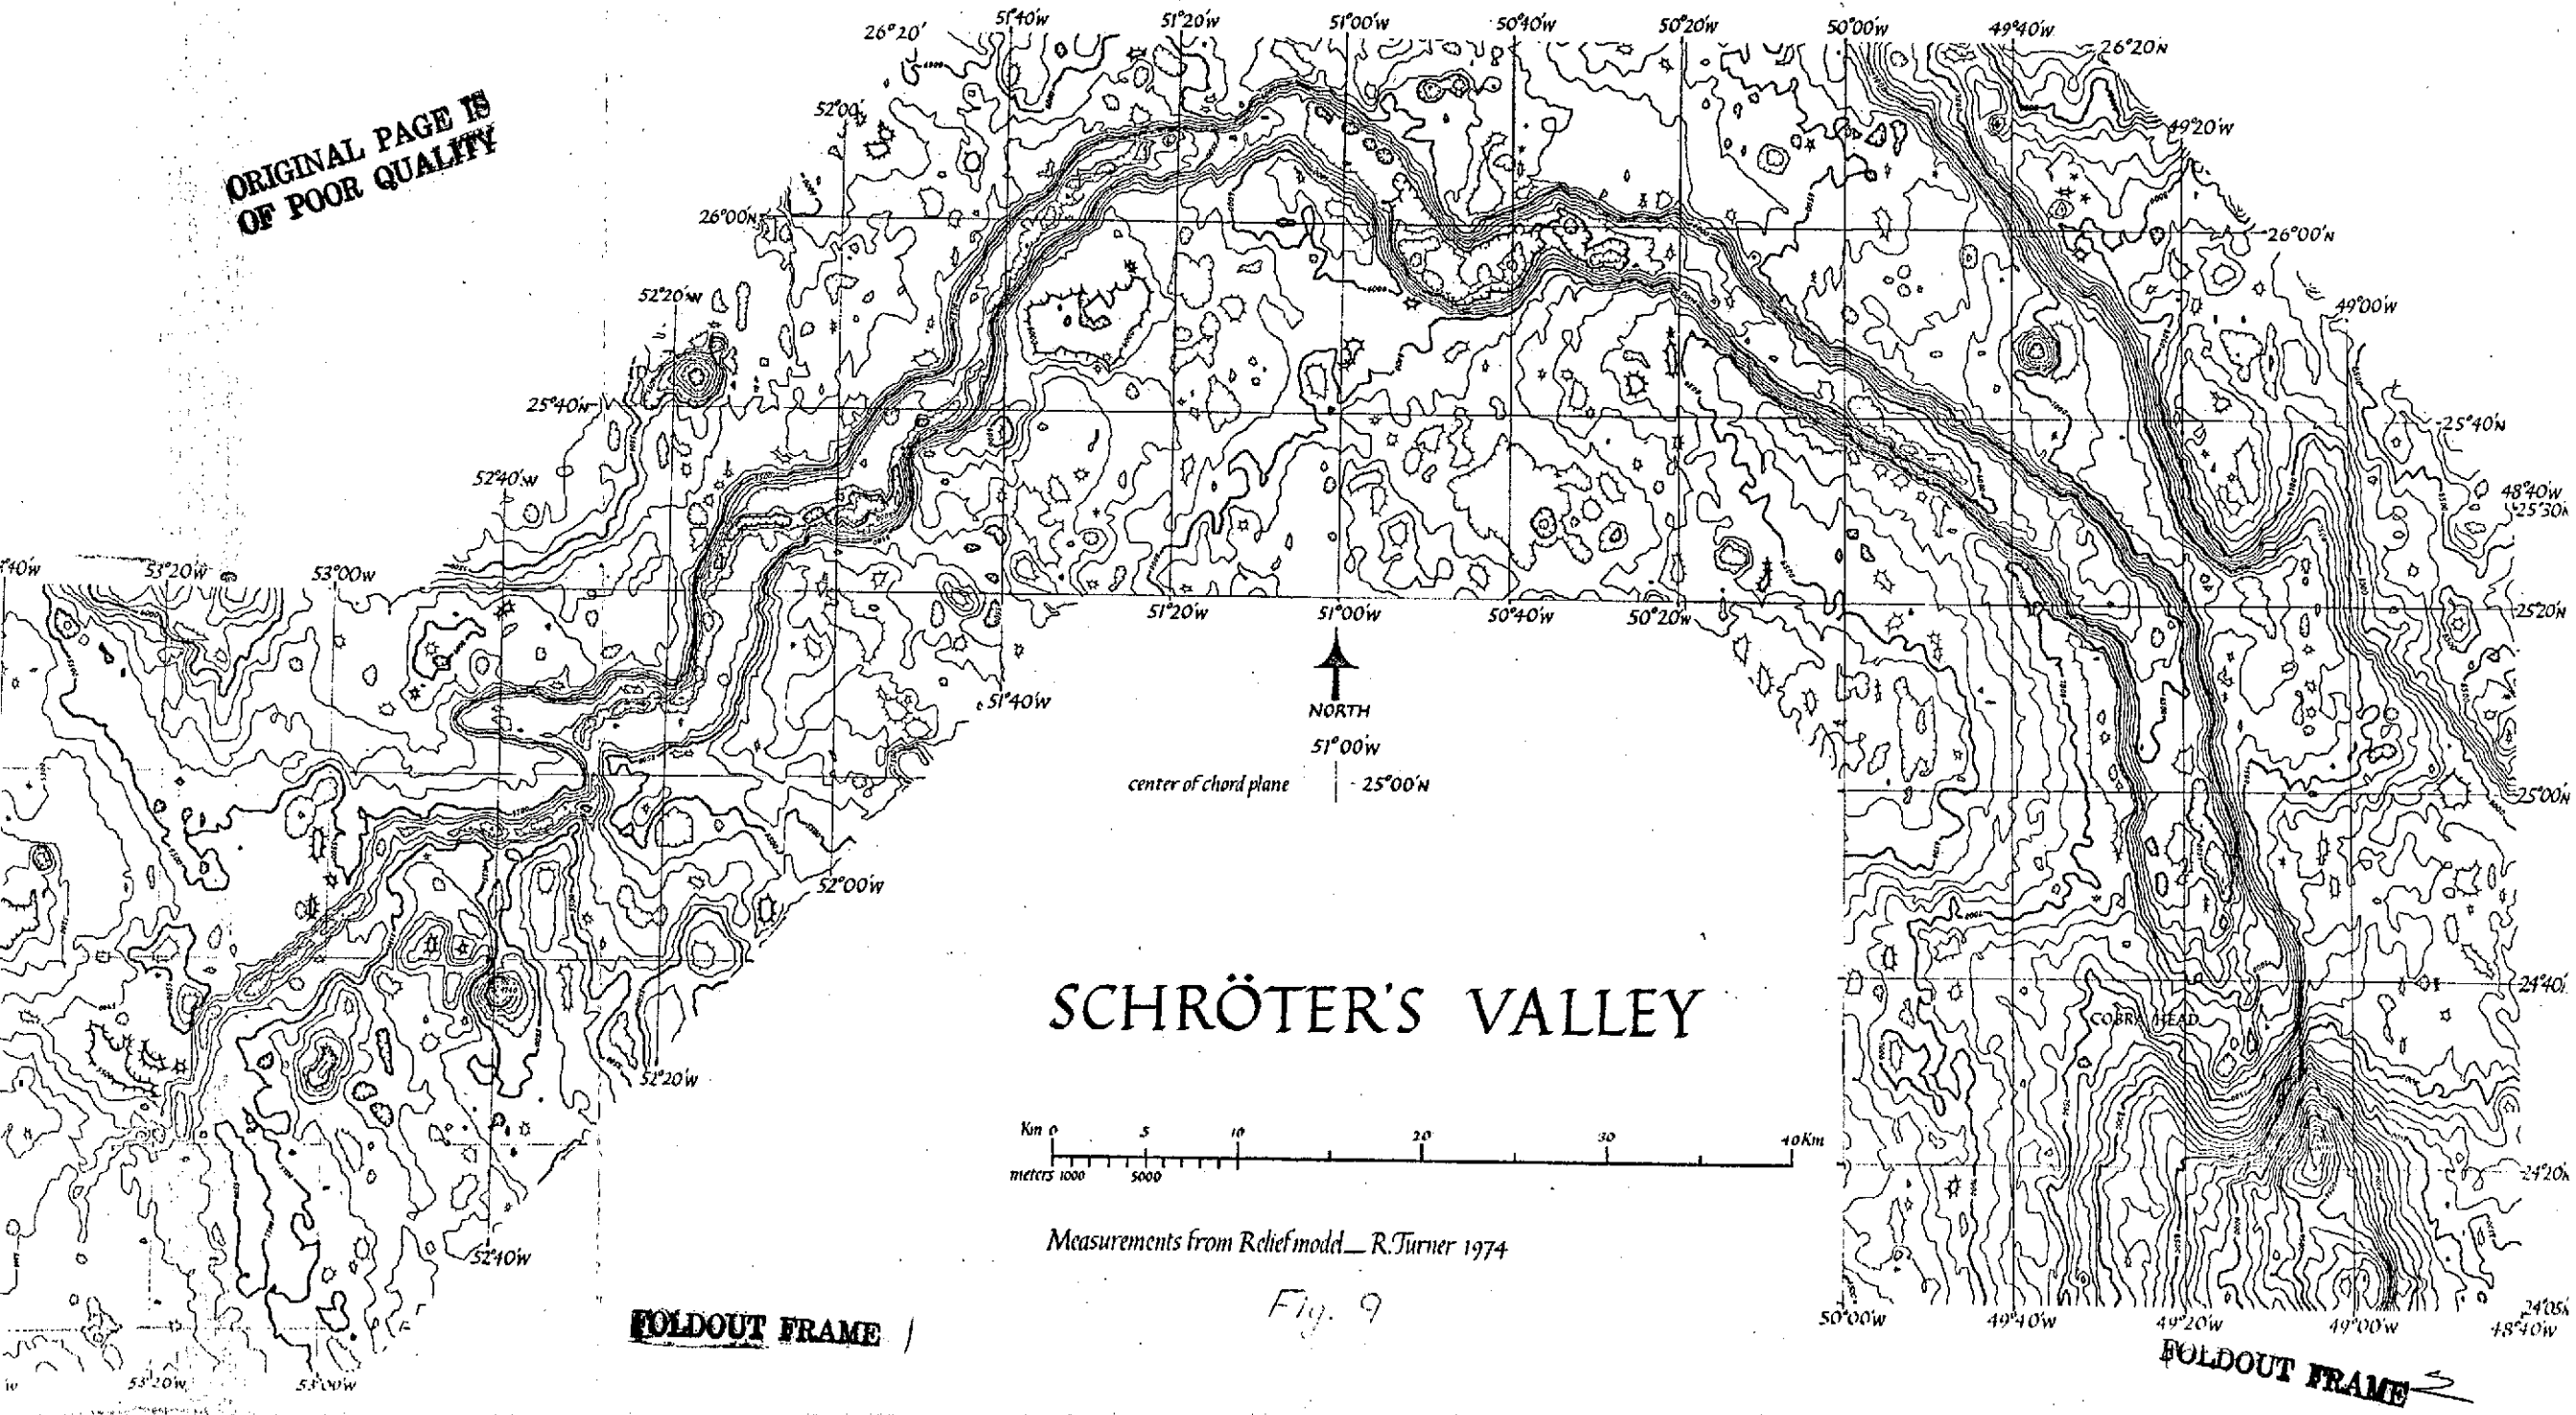 51°40'W 51°20'W 51°00'W 50°40'W 50°20'W 50°00'W 49°40'W
26°20' 26°20'N
ORIGINAL PAGE IS
OF POOR QUALITY
52°00' 49°20'W
26°00'N 26°00'N
52°20'W 49°00'W
25°40'N 25°40'N
52°40'W 48°40'W
25°30'N
53°20'W 53°00'W
51°20'W 51°00'W 50°40'W 50°20'W 25°20'N
51°40'W
NORTH
51°00'W
center of chord plane 25°00'N
25°00'N
52°00'W
SCHRÖTER'S VALLEY
24°40'
COBRA HEAD
52°20'W
Km 0 5 10 20 30 40 Km
meters 1000 5000
24°20'N
Measurements from Reliefmodel — R. Turner 1974
52°40'W
Fig. 9
50°00'W 49°40'W 49°20'W 49°00'W 48°40'W
24°05'N
FOLDOUT FRAME 1
FOLDOUT FRAME 2
53°20'W 53°00'W